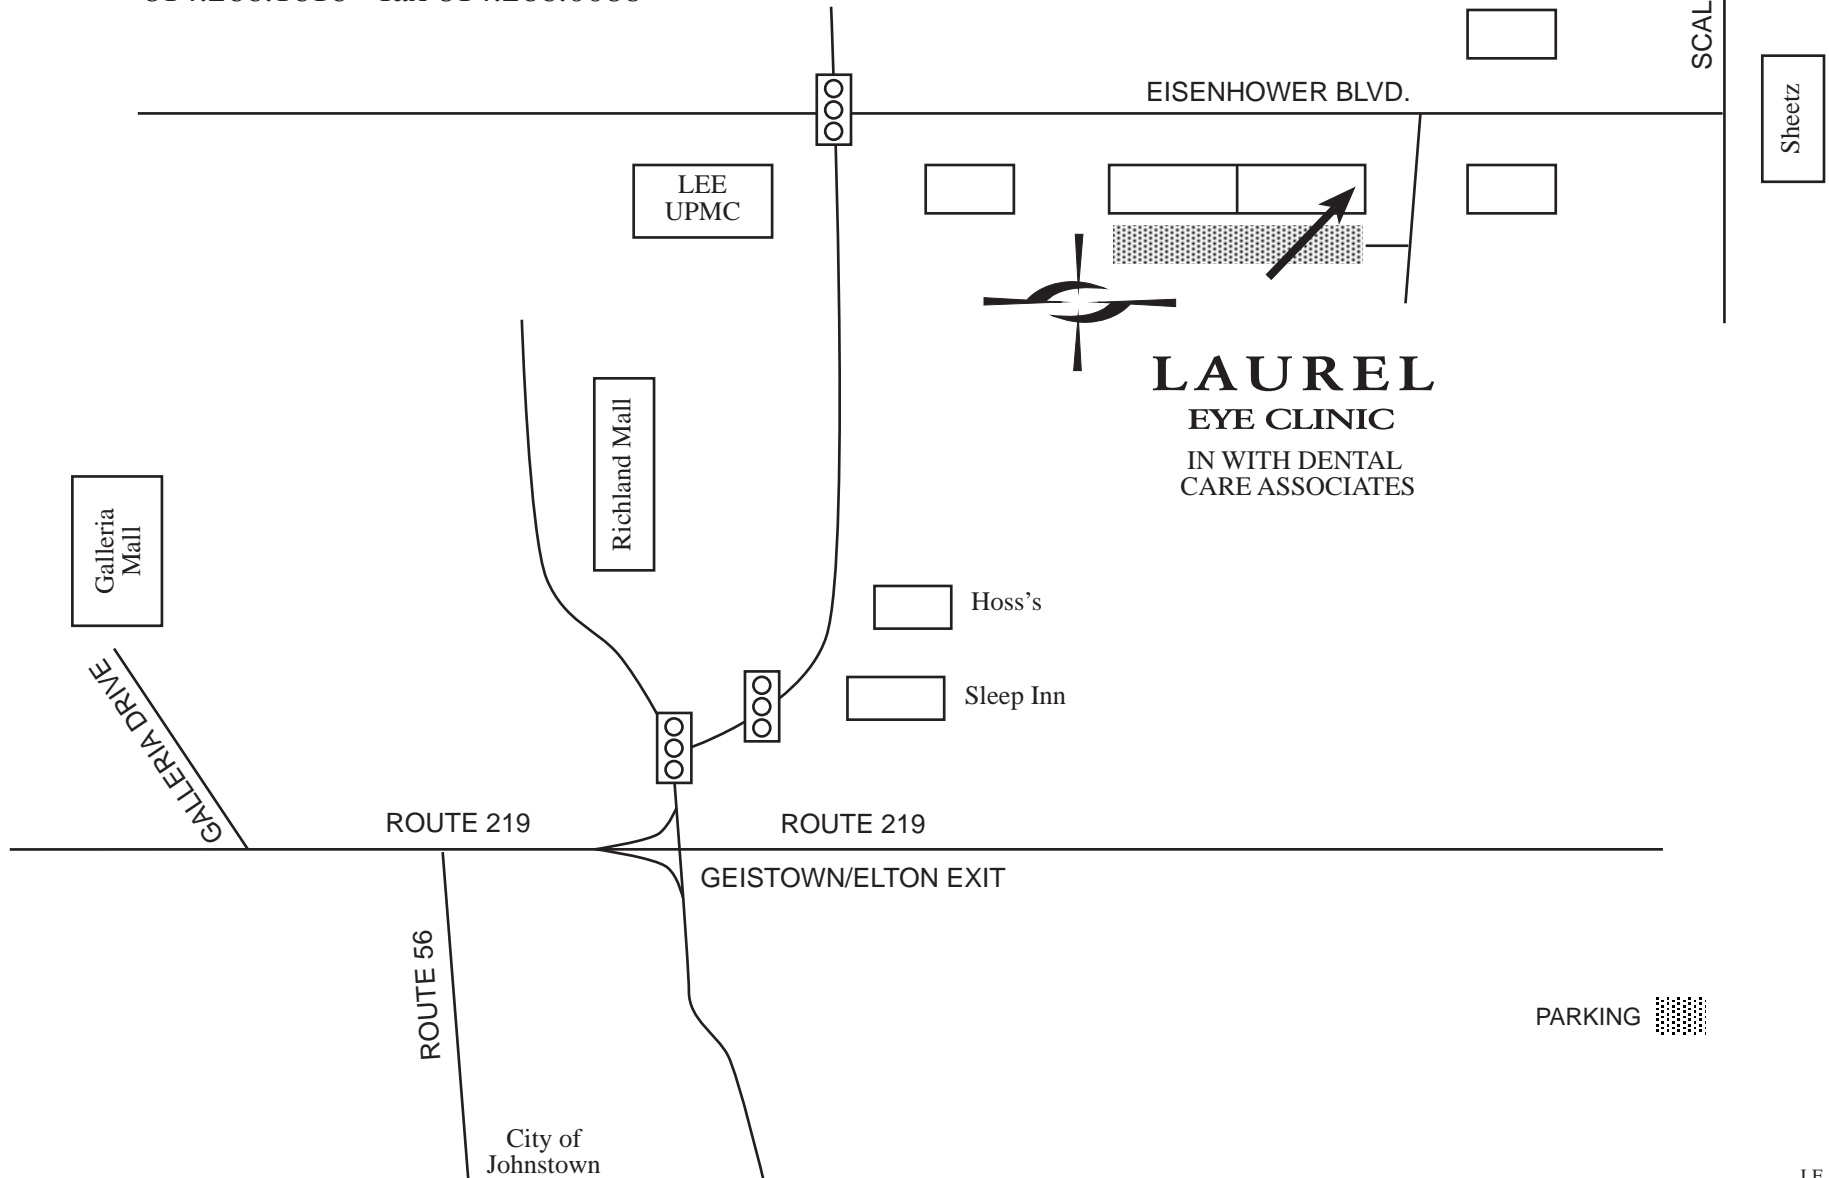 SCAL
EISENHOWER BLVD.
Sheetz
LEE
UPMC
LAUREL
EYE CLINIC
IN WITH DENTAL
CARE ASSOCIATES
Richland Mall
Galleria
Mall
Hoss's
Sleep Inn
GALLERIA DRIVE
ROUTE 219
ROUTE 219
GEISTOWN/ELTON EXIT
ROUTE 56
PARKING
City of
Johnstown